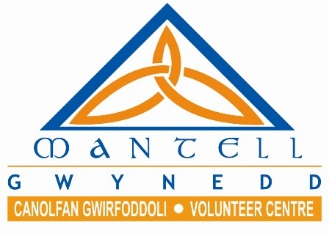 MANTELL
GWYNEDD
CANOLFAN GWIRFODDOLI • VOLUNTEER CENTRE